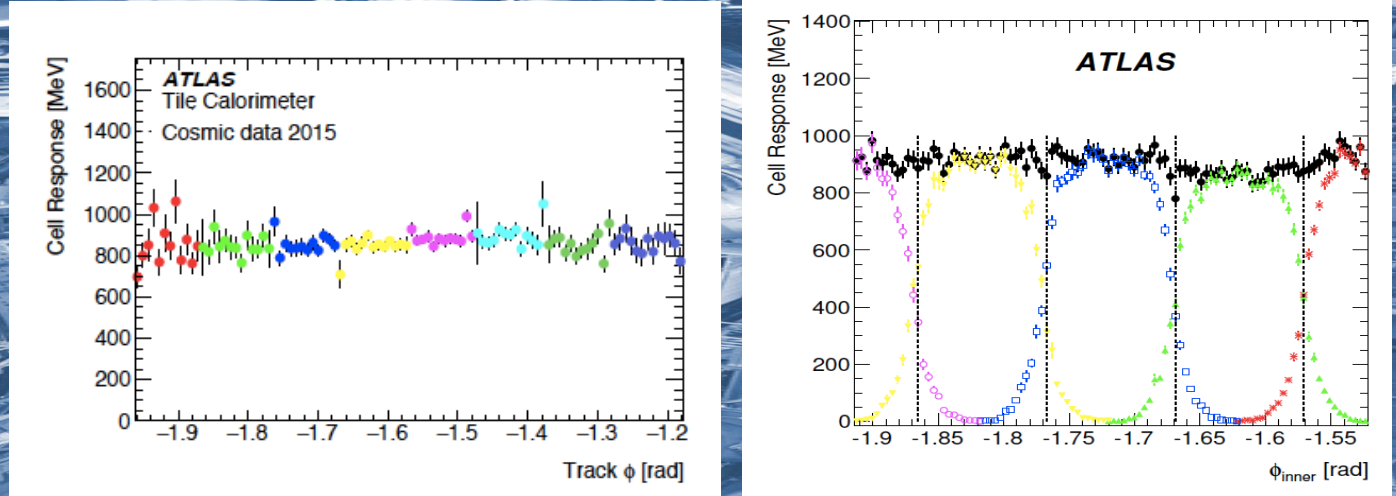 ATLAS
Tile Calorimeter
Cosmic data 2015
Cell Response [MeV]
1600
1400
1200
1000
800
600
400
200
0
−1.9 −1.8 −1.7 −1.6 −1.5 −1.4 −1.3 −1.2
Track ϕ [rad]
ATLAS
Cell Response [MeV]
1400
1200
1000
800
600
400
200
0
-1.9 -1.85 -1.8 -1.75 -1.7 -1.65 -1.6 -1.55
ϕinner [rad]